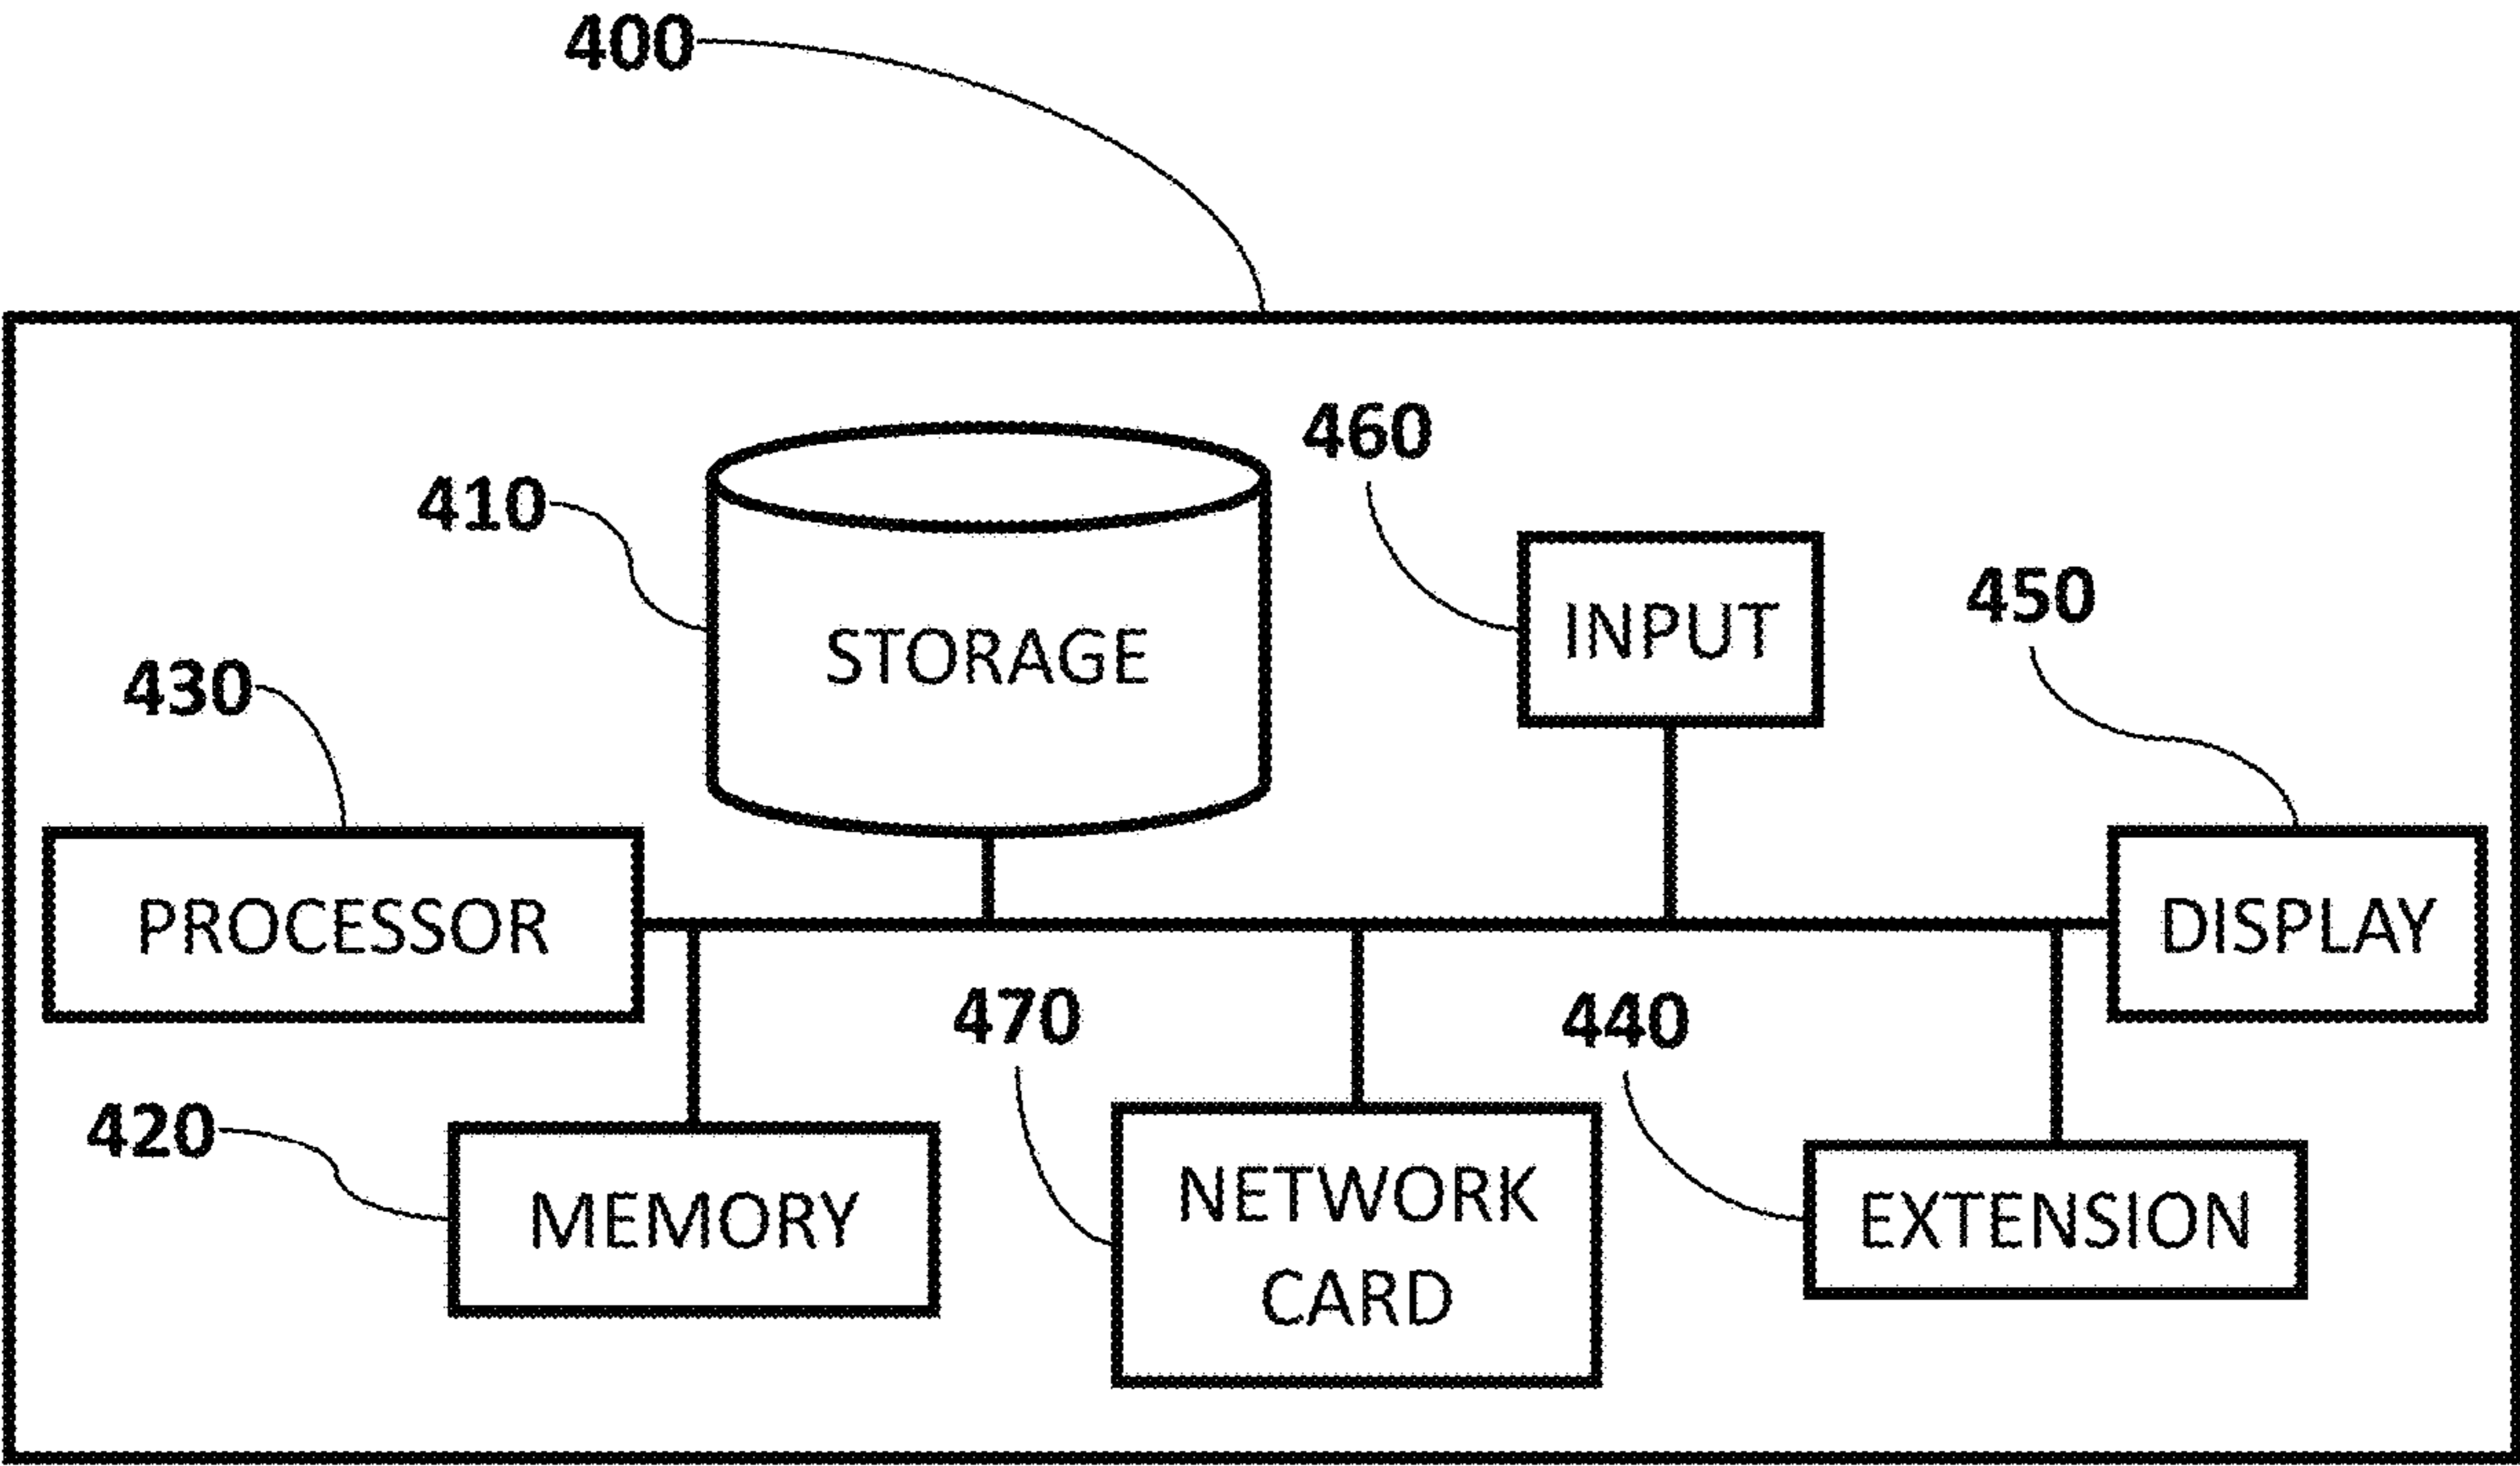 400
460
410
INPUT
450
STORAGE
430
PROCESSOR
DISPLAY
470
440
420
NETWORK
CARD
MEMORY
EXTENSION